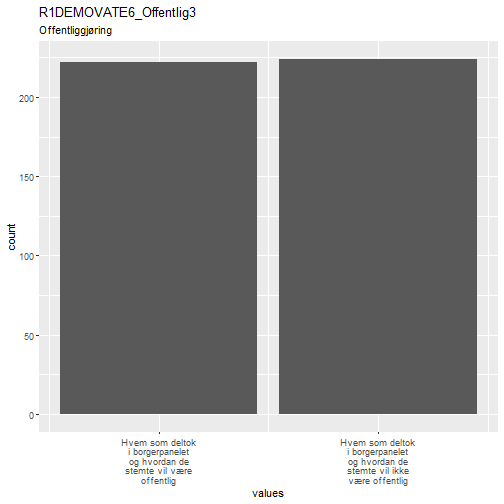 R1DEMOVATE6_Offentlig3
Offentliggjøring
count
200
150
100
50
0
Hvem som deltok
i borgerpanelet
og hvordan de
stemte vil være
offentlig
Hvem som deltok
i borgerpanelet
og hvordan de
stemte vil ikke
være offentlig
values